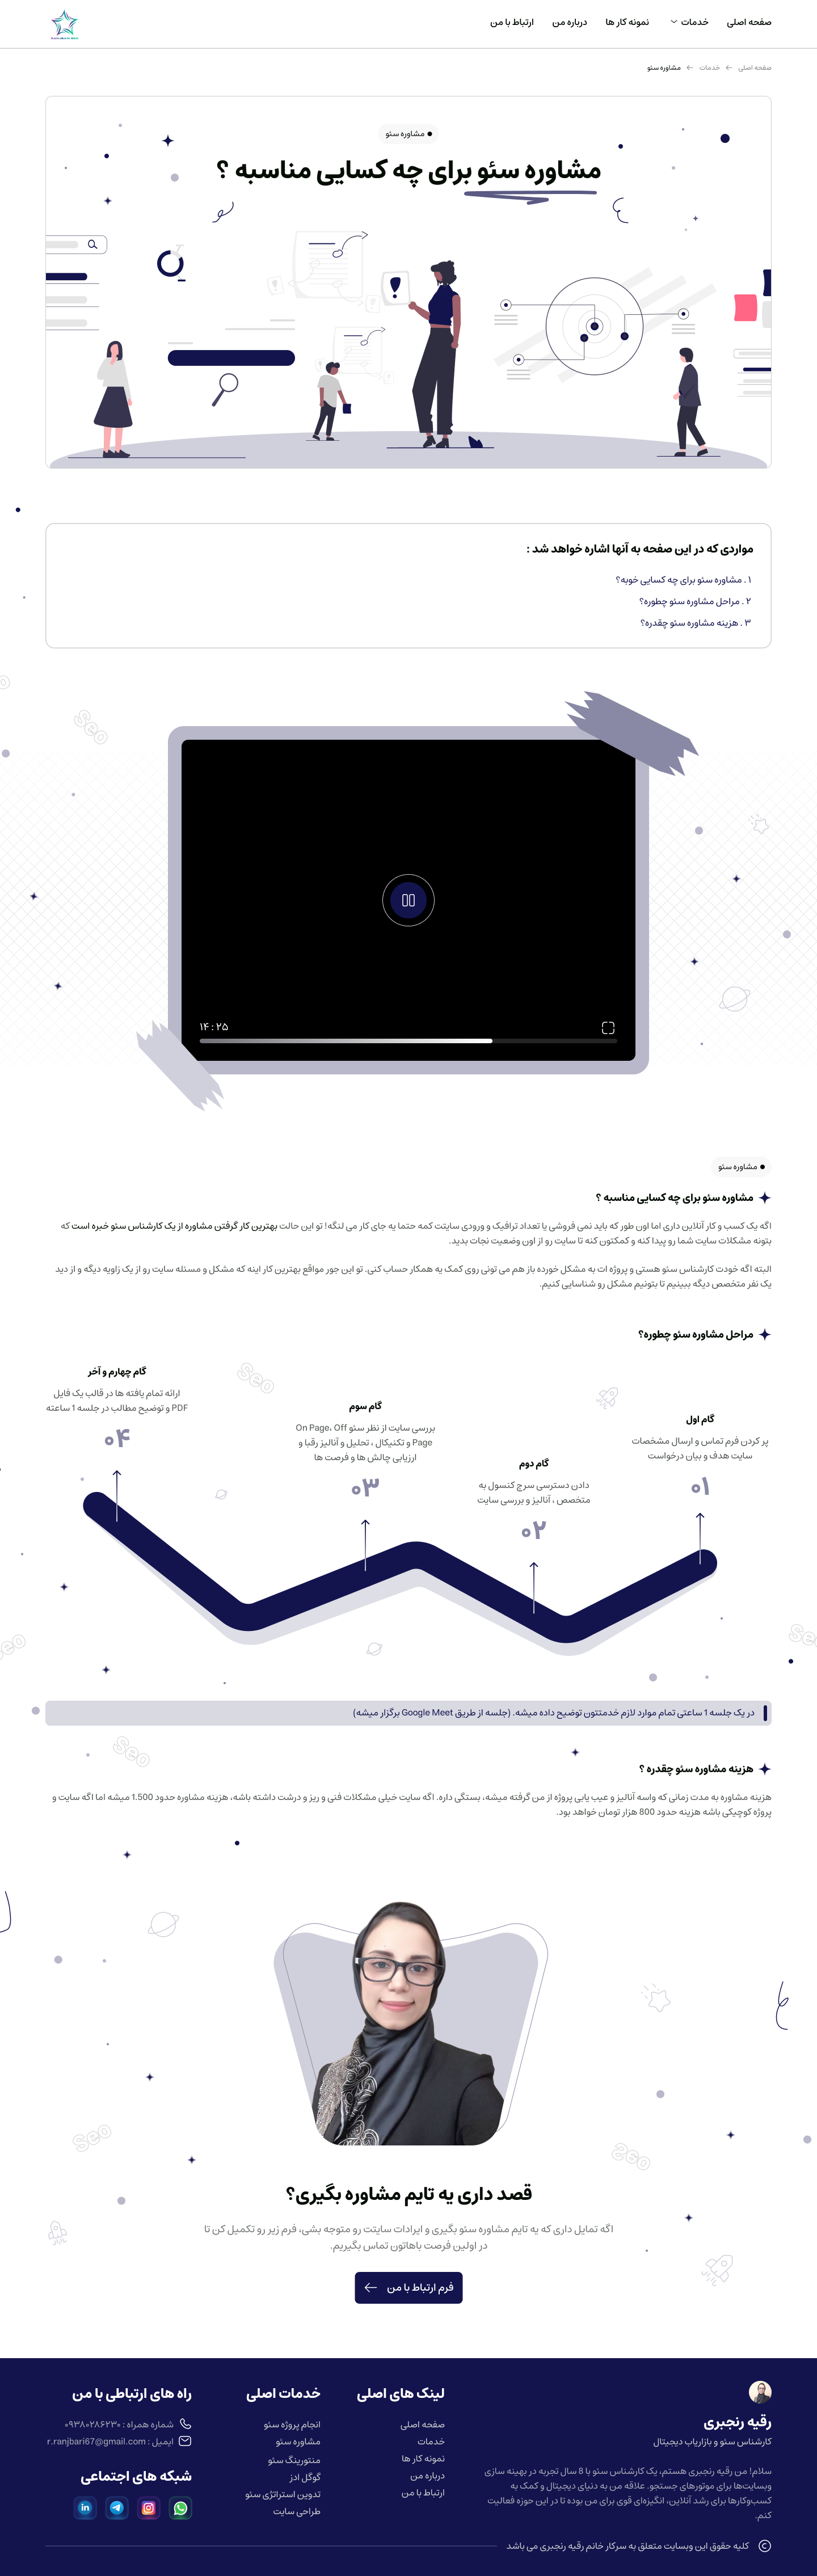 صفحه اصلی
خدمات
نمونه کار ها
درباره من
ارتباط با من
صفحه اصلی ← خدمات ← مشاوره سئو
مشاوره سئو
مشاوره سئو برای چه کسایی مناسبه ؟
مواردی که در این صفحه به آنها اشاره خواهد شد :
۱ . مشاوره سئو برای چه کسایی خوبه؟
۲ . مراحل مشاوره سئو چطوره؟
۳ . هزینه مشاوره سئو چقدره؟
seo
۱۴ : ۲۵
مشاوره سئو
مشاوره سئو برای چه کسایی مناسبه ؟
اگه یک کسب و کار آنلاین داری اما اون طور که باید نمی فروشی یا تعداد ترافیک و ورودی سایتت کمه حتما یه جای کار می لنگه! تو این حالت بهترین کار گرفتن مشاوره از یک کارشناس سئو خبره است که
بتونه مشکلات سایت شما رو پیدا کنه و کمکتون کنه تا سایت رو از اون وضعیت نجات بدید.
البته اگه خودت کارشناس سئو هستی و پروژه ات به مشکل خورده باز هم می تونی روی کمک یه همکار حساب کنی. تو این جور مواقع بهترین کار اینه که مشکل و مسئله سایت رو از یک زاویه دیگه و از دید
یک نفر متخصص دیگه ببینیم تا بتونیم مشکل رو شناسایی کنیم.
مراحل مشاوره سئو چطوره؟
گام اول
پر کردن فرم تماس و ارسال مشخصات
سایت هدف و بیان درخواست
۰۱
گام دوم
دادن دسترسی سرچ کنسول به
متخصص ، آنالیز و بررسی سایت
۰۲
گام سوم
بررسی سایت از نظر سئو On Page، Off
Page و تکنیکال ، تحلیل و آنالیز رقبا و
ارزیابی چالش ها و فرصت ها
۰۳
گام چهارم و آخر
ارائه تمام یافته ها در قالب یک فایل
PDF و توضیح مطالب در جلسه 1 ساعته
۰۴
seo
seo
seo
در یک جلسه 1 ساعتی تمام موارد لازم خدمتتون توضیح داده میشه. (جلسه از طریق Google Meet برگزار میشه)
seo
هزینه مشاوره سئو چقدره ؟
هزینه مشاوره به مدت زمانی که واسه آنالیز و عیب یابی پروژه از من گرفته میشه، بستگی داره. اگه سایت خیلی مشکلات فنی و ریز و درشت داشته باشه، هزینه مشاوره حدود 1.500 میشه اما اگه سایت و
پروژه کوچیکی باشه هزینه حدود 800 هزار تومان خواهد بود.
seo
seo
قصد داری یه تایم مشاوره بگیری؟
اگه تمایل داری که یه تایم مشاوره سئو بگیری و ایرادات سایتت رو متوجه بشی، فرم زیر رو تکمیل کن تا
در اولین فرصت باهاتون تماس بگیریم.
فرم ارتباط با من
رقیه رنجبری
کارشناس سئو و بازاریاب دیجیتال
سلام! من رقیه رنجبری هستم، یک کارشناس سئو با 8 سال تجربه در بهینه سازی
وبسایت‌ها برای موتورهای جستجو. علاقه من به دنیای دیجیتال و کمک به
کسب‌وکارها برای رشد آنلاین، انگیزه‌ای قوی برای من بوده تا در این حوزه فعالیت
کنم.
لینک های اصلی
صفحه اصلی
خدمات
نمونه کار ها
درباره من
ارتباط با من
خدمات اصلی
انجام پروژه سئو
مشاوره سئو
منتورینگ سئو
گوگل ادز
تدوین استراتژی سئو
طراحی سایت
راه های ارتباطی با من
شماره همراه : ۰۹۳۸۰۲۸۶۲۳۰
ایمیل : r.ranjbari67@gmail.com
شبکه های اجتماعی
in
کلیه حقوق این وبسایت متعلق به سرکار خانم رقیه رنجبری می باشد